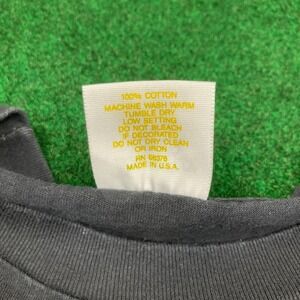 100% COTTON
MACHINE WASH WARM
TUMBLE DRY
LOW SETTING
DO NOT BLEACH
IF DECORATED
DO NOT DRY CLEAN
OR IRON
RN 66978
MADE IN U.S.A.